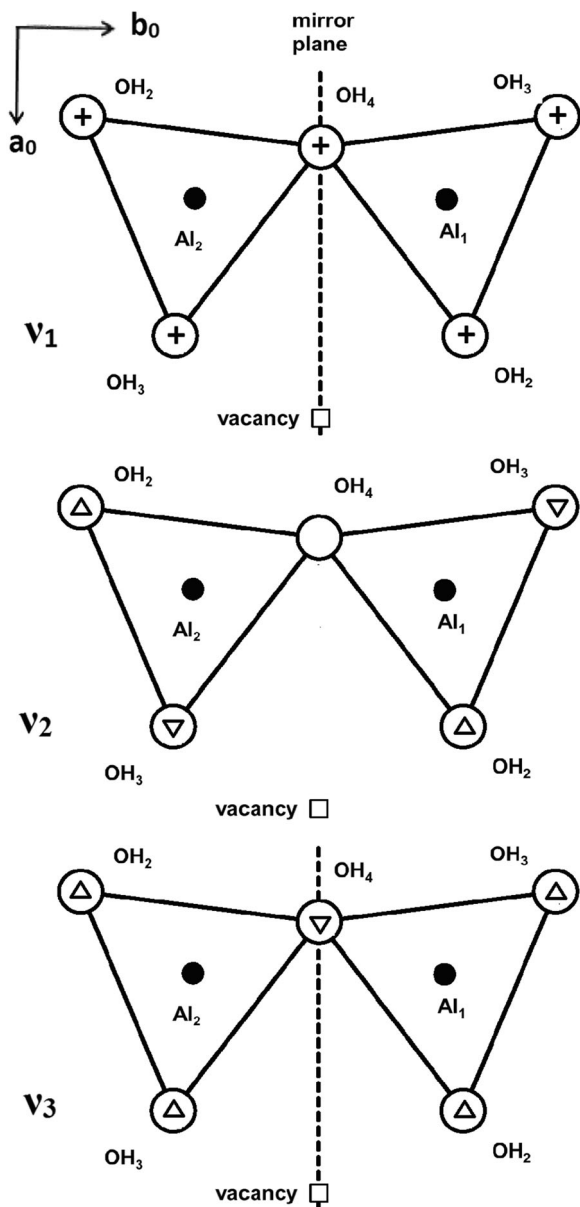 b₀
mirror
plane
a₀
OH₂
OH₄
OH₃
+ + +
Al₂
Al₁
ν₁
+ +
OH₃
OH₂
vacancy
OH₂
OH₄
OH₃
Al₂
Al₁
ν₂
OH₃
OH₂
vacancy
OH₂
OH₄
OH₃
Al₂
Al₁
ν₃
OH₃
OH₂
vacancy